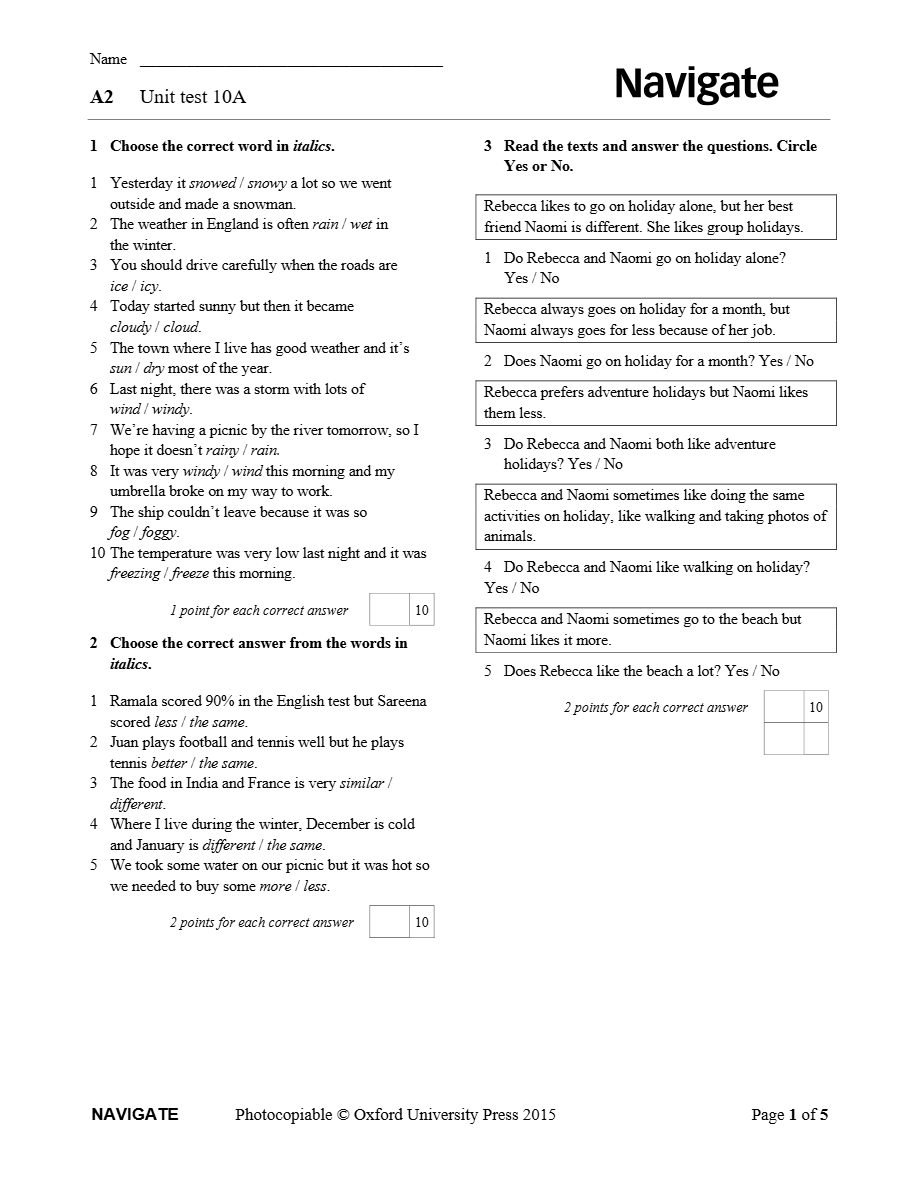 Name
Navigate
A2 Unit test 10A
1 Choose the correct word in italics.
1 Yesterday it snowed / snowy a lot so we went
outside and made a snowman.
2 The weather in England is often rain / wet in
the winter.
3 You should drive carefully when the roads are
ice / icy.
4 Today started sunny but then it became
cloudy / cloud.
5 The town where I live has good weather and it's
sun / dry most of the year.
6 Last night, there was a storm with lots of
wind / windy.
7 We're having a picnic by the river tomorrow, so I
hope it doesn't rainy / rain.
8 It was very windy / wind this morning and my
umbrella broke on my way to work.
9 The ship couldn't leave because it was so
fog / foggy.
10 The temperature was very low last night and it was
freezing / freeze this morning.
1 point for each correct answer 10
2 Choose the correct answer from the words in
italics.
1 Ramala scored 90% in the English test but Sareena
scored less / the same.
2 Juan plays football and tennis well but he plays
tennis better / the same.
3 The food in India and France is very similar /
different.
4 Where I live during the winter, December is cold
and January is different / the same.
5 We took some water on our picnic but it was hot so
we needed to buy some more / less.
2 points for each correct answer 10
3 Read the texts and answer the questions. Circle
Yes or No.
Rebecca likes to go on holiday alone, but her best
friend Naomi is different. She likes group holidays.
1 Do Rebecca and Naomi go on holiday alone?
Yes / No
Rebecca always goes on holiday for a month, but
Naomi always goes for less because of her job.
2 Does Naomi go on holiday for a month? Yes / No
Rebecca prefers adventure holidays but Naomi likes
them less.
3 Do Rebecca and Naomi both like adventure
holidays? Yes / No
Rebecca and Naomi sometimes like doing the same
activities on holiday, like walking and taking photos of
animals.
4 Do Rebecca and Naomi like walking on holiday?
Yes / No
Rebecca and Naomi sometimes go to the beach but
Naomi likes it more.
5 Does Rebecca like the beach a lot? Yes / No
2 points for each correct answer 10
NAVIGATE Photocopiable © Oxford University Press 2015 Page 1 of 5